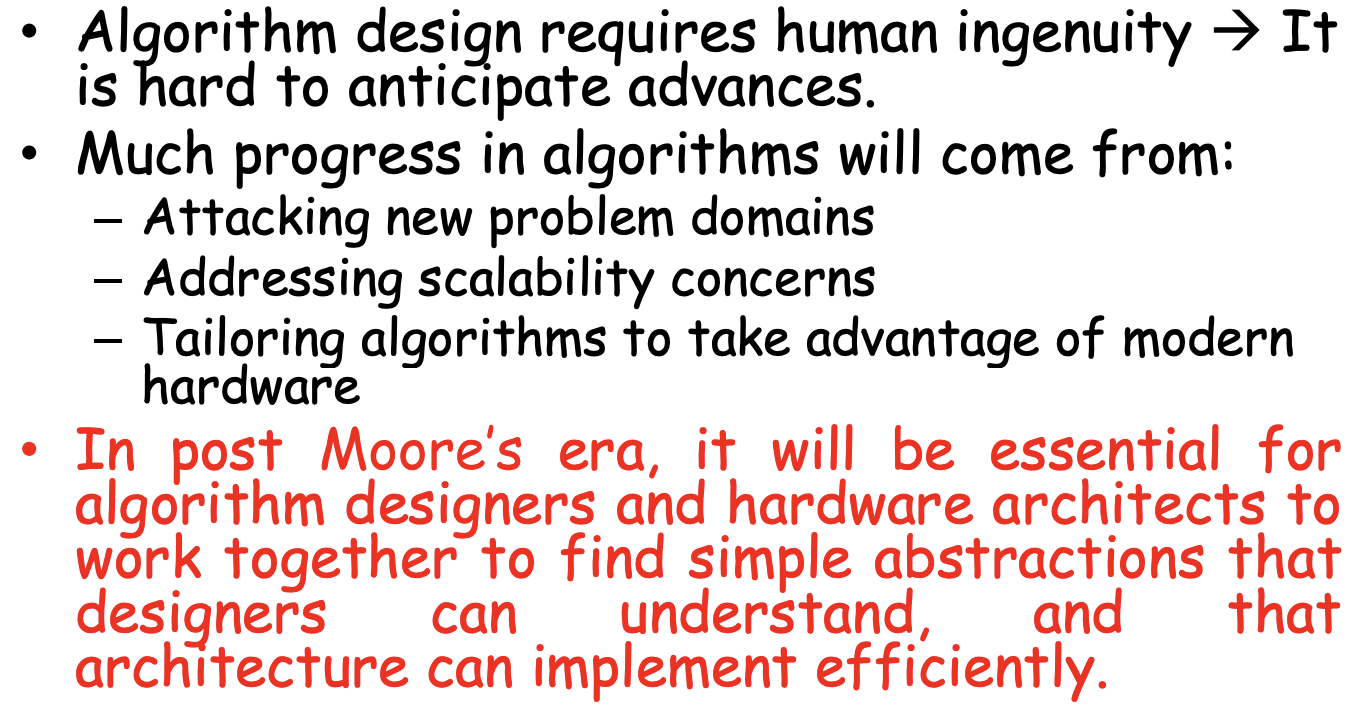 • Algorithm design requires human ingenuity → It
is hard to anticipate advances.
• Much progress in algorithms will come from:
– Attacking new problem domains
– Addressing scalability concerns
– Tailoring algorithms to take advantage of modern
hardware
• In post Moore’s era, it will be essential for
algorithm designers and hardware architects to
work together to find simple abstractions that
designers can understand, and that
architecture can implement efficiently.